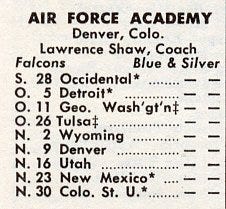 AIR FORCE ACADEMY
Denver, Colo.
Lawrence Shaw, Coach
Falcons Blue & Silver
S. 28 Occidental* .... — —
O. 5 Detroit* .......... — —
O. 11 Geo. Wash'gt'n‡ — —
O. 26 Tulsa‡ ............ — —
N. 2 Wyoming ........ — —
N. 9 Denver .......... — —
N. 16 Utah .............. — —
N. 23 New Mexico* .... — —
N. 30 Colo. St. U.*.... — —